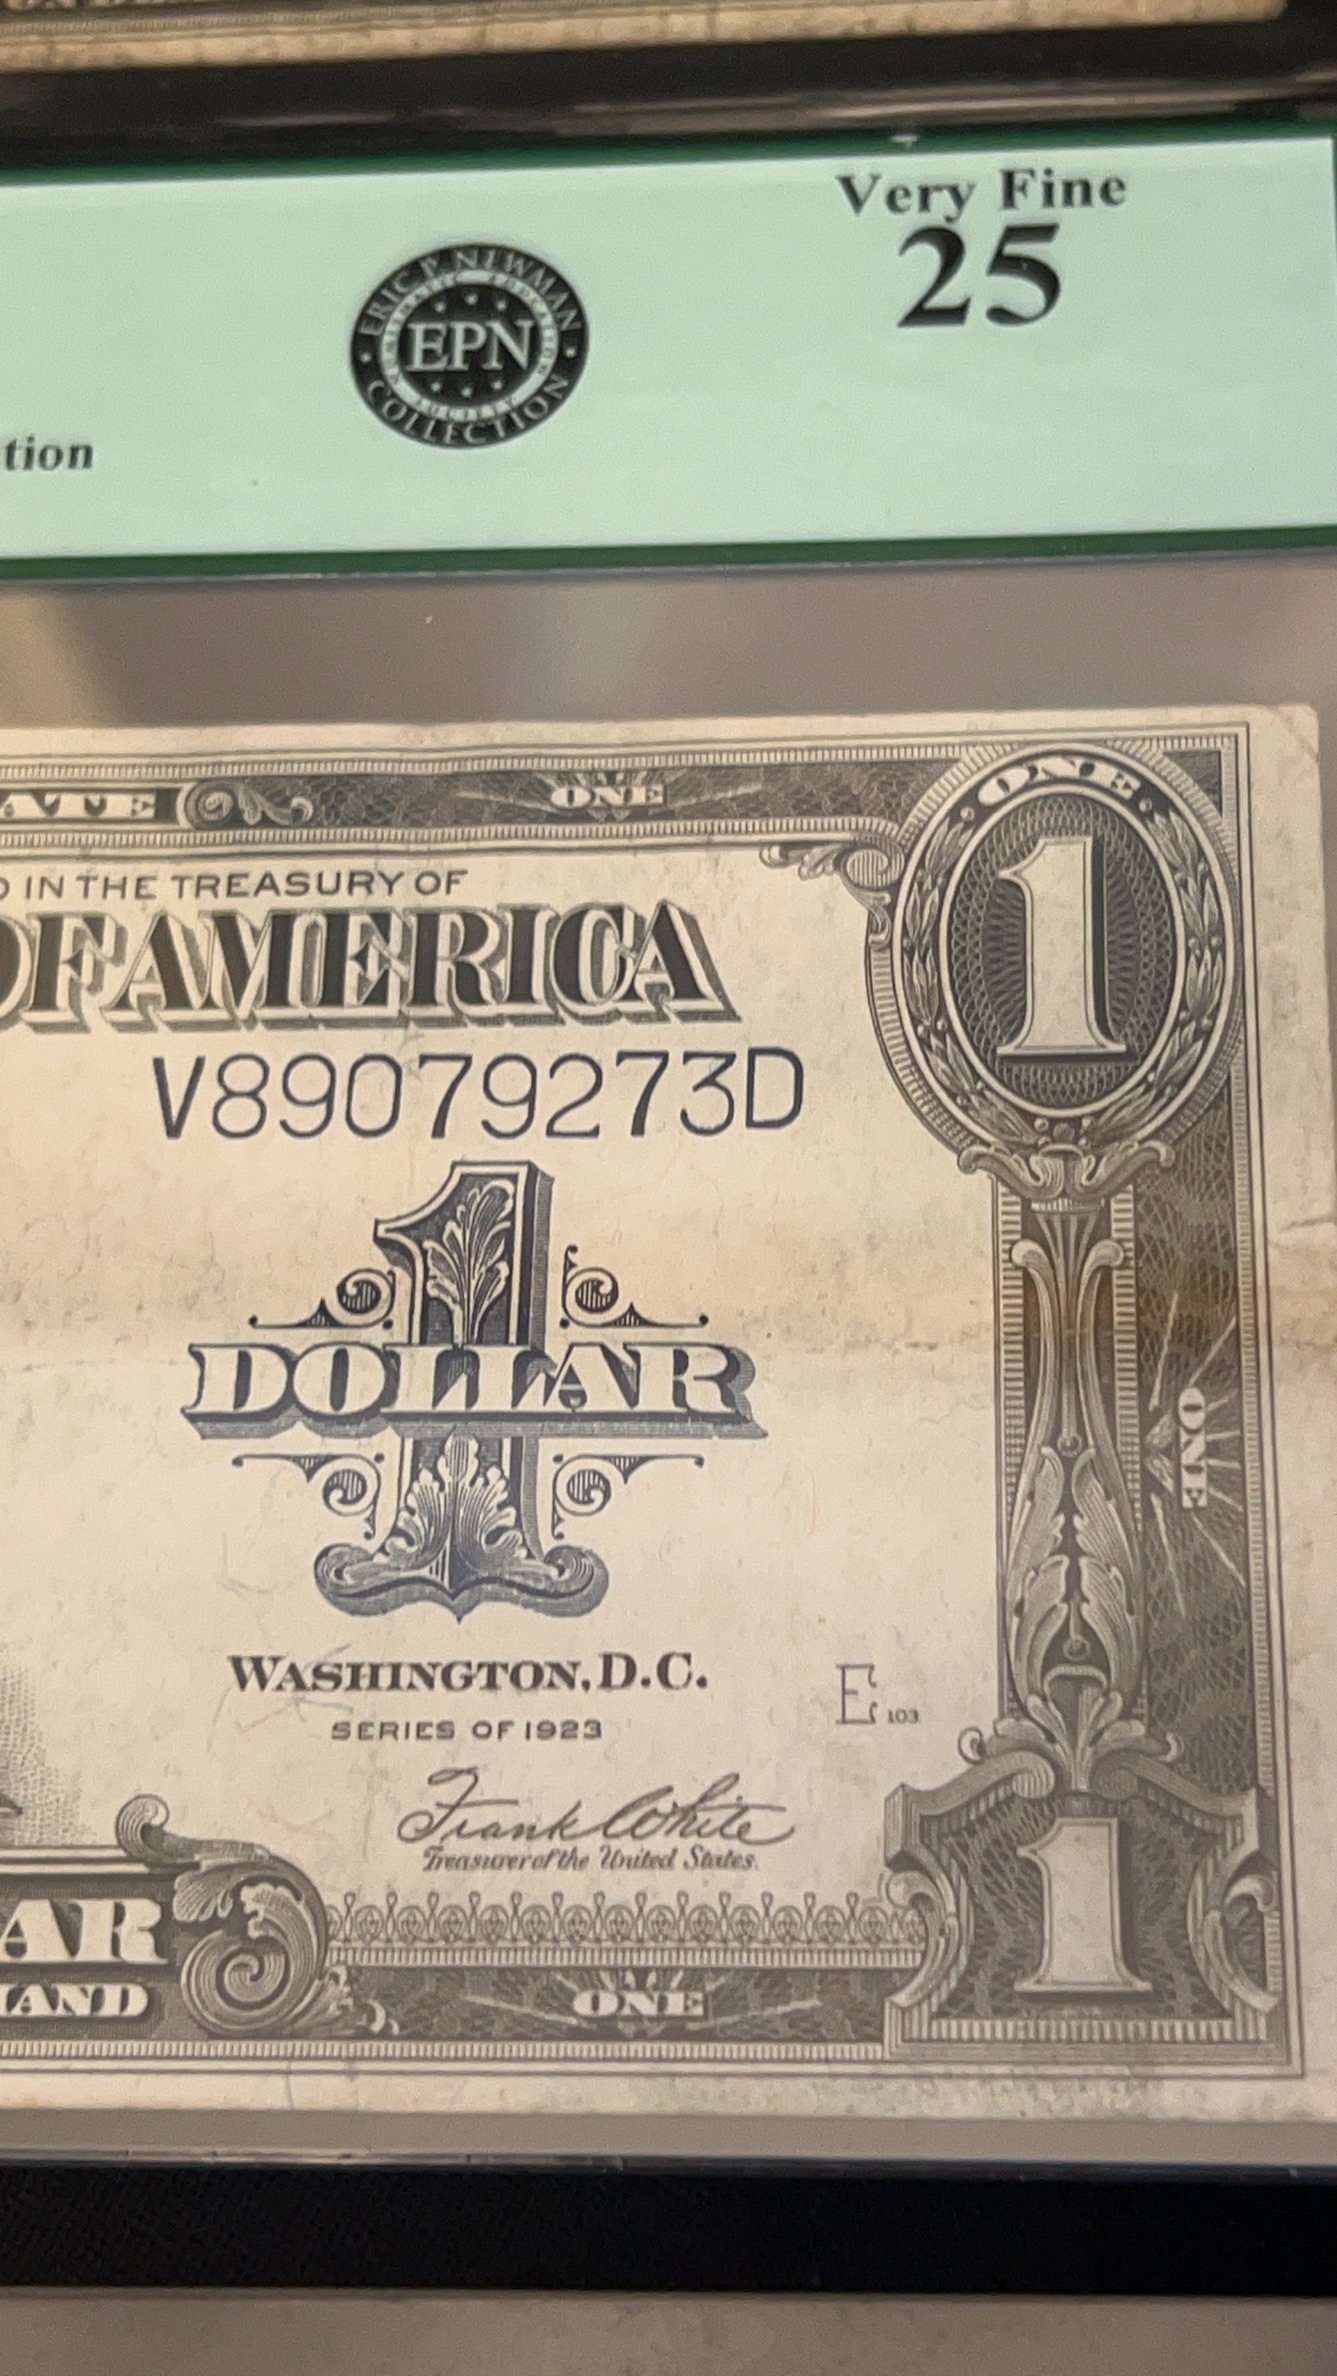 Very Fine
25
ERIC P. NEWMAN
EPN
SOCIETY
COLLECTION
tion
ATE
ONE
ONE
1
IN THE TREASURY OF
OF AMERICA
V89079273D
1
DOLLAR
ONE
WASHINGTON, D.C.
E 103
SERIES OF 1923
Frank White
Treasurer of the United States.
1
AR
AND
ONE